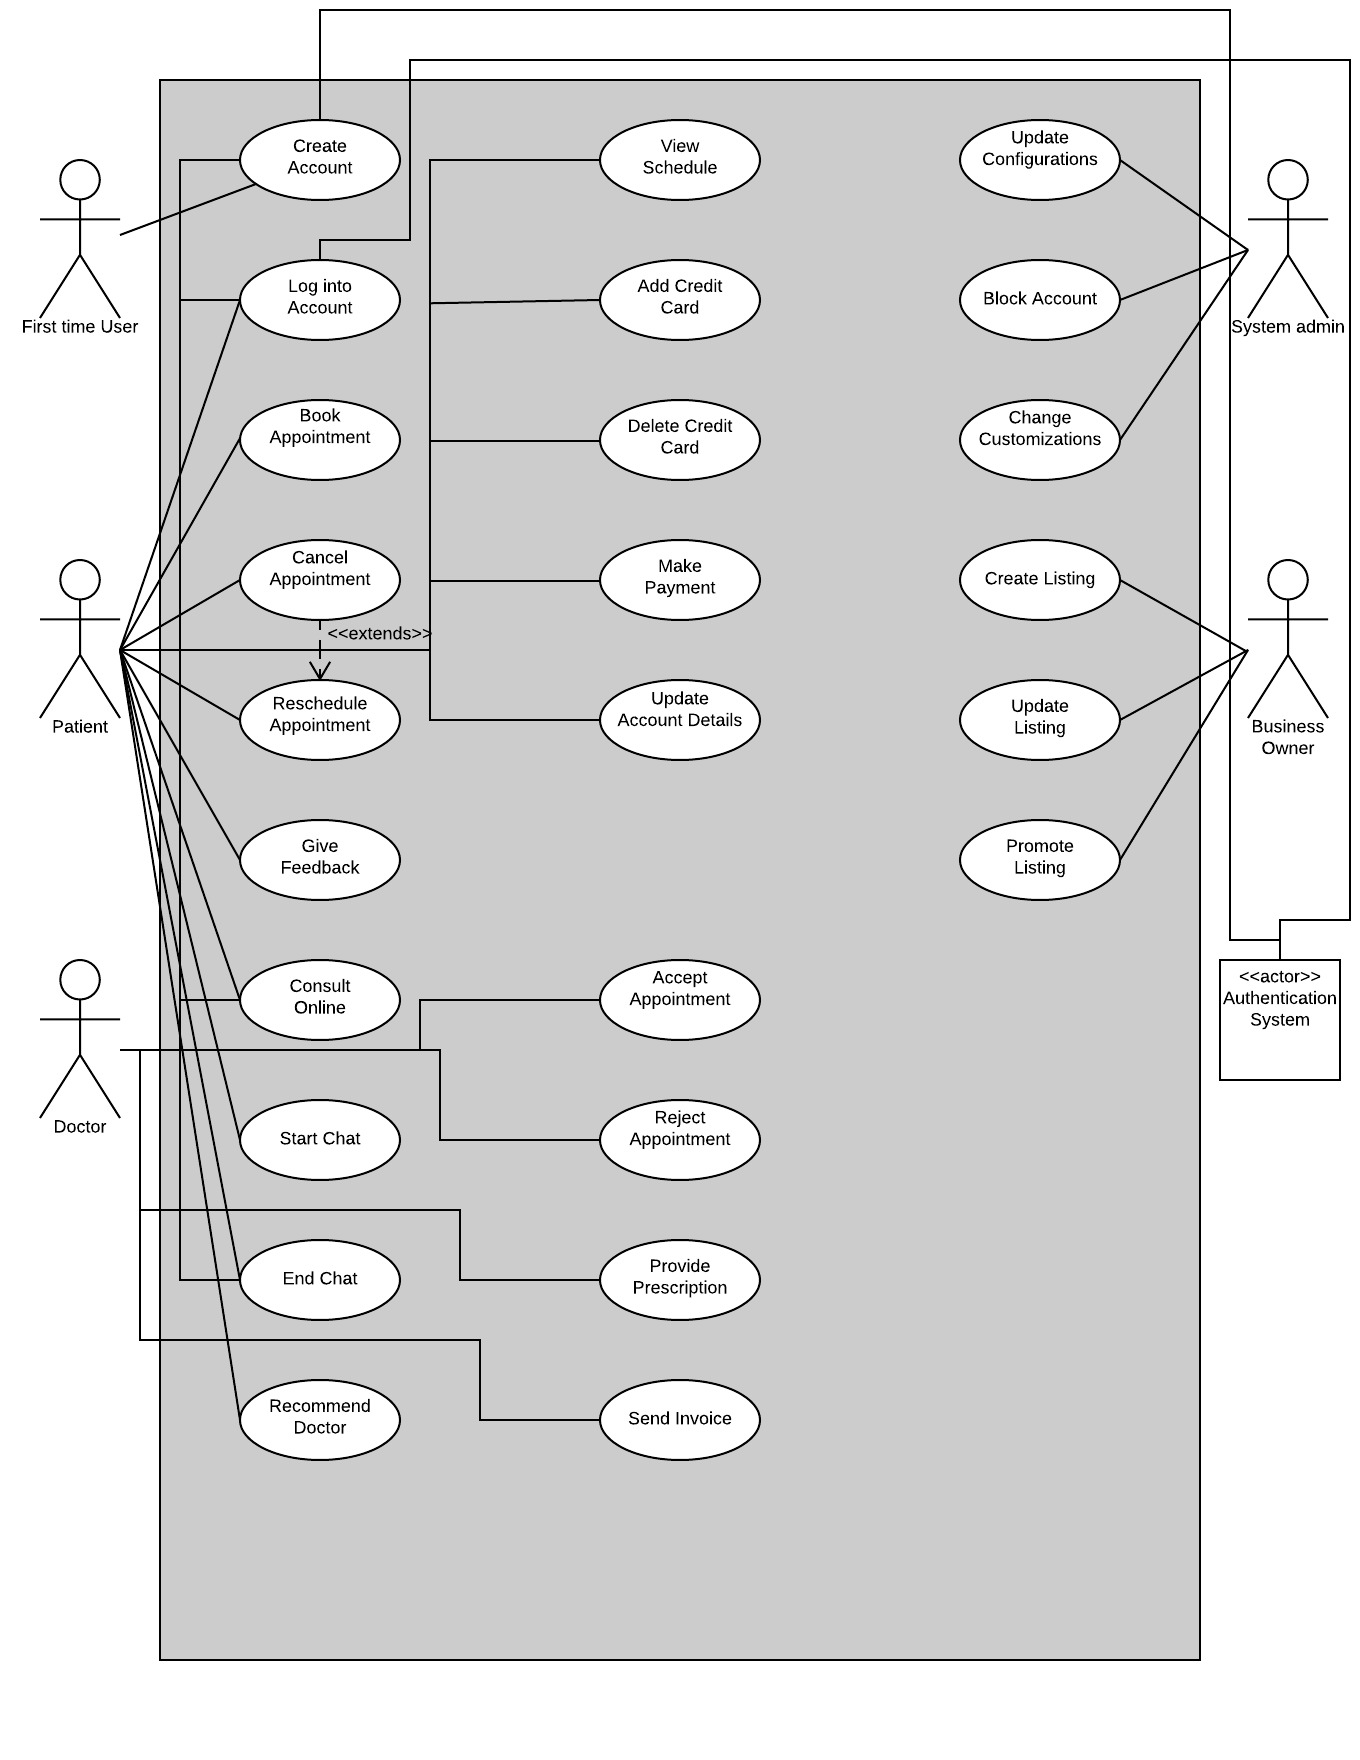 Create
Account
View
Schedule
Update
Configurations
First time User
Log into
Account
Add Credit
Card
Block Account
System admin
Book
Appointment
Delete Credit
Card
Change
Customizations
Cancel
Appointment
Make
Payment
Create Listing
<<extends>>
Patient
Reschedule
Appointment
Update
Account Details
Update
Listing
Business
Owner
Give
Feedback
Promote
Listing
Consult
Online
Accept
Appointment
<<actor>>
Authentication
System
Doctor
Start Chat
Reject
Appointment
End Chat
Provide
Prescription
Recommend
Doctor
Send Invoice